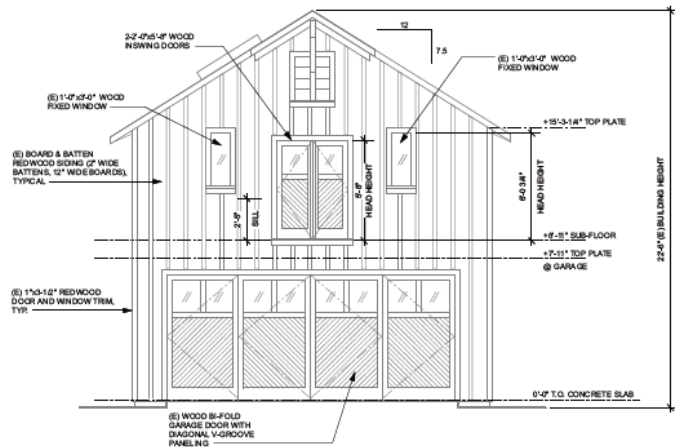 2-2'-0"x5'-8" WOOD
INSWING DOORS
12
7.5
(E) 1'-0"x3'-0" WOOD
FIXED WINDOW
(E) 1'-0"x3'-0" WOOD
FIXED WINDOW
+15'-3-1/4" TOP PLATE
(E) BOARD & BATTEN
REDWOOD SIDING (2" WIDE
BATTENS, 12" WIDE BOARDS),
TYPICAL
5'-8"
HEAD HEIGHT
6'-0 3/4"
HEAD HEIGHT
2'-8"
SILL
22'-6" (E) BUILDING HEIGHT
+8'-11" SUB-FLOOR
+7'-11" TOP PLATE
@ GARAGE
(E) 1"x3-1/2" REDWOOD
DOOR AND WINDOW TRIM,
TYP.
0'-0" T.O. CONCRETE SLAB
(E) WOOD BI-FOLD
GARAGE DOOR WITH
DIAGONAL V-GROOVE
PANELING